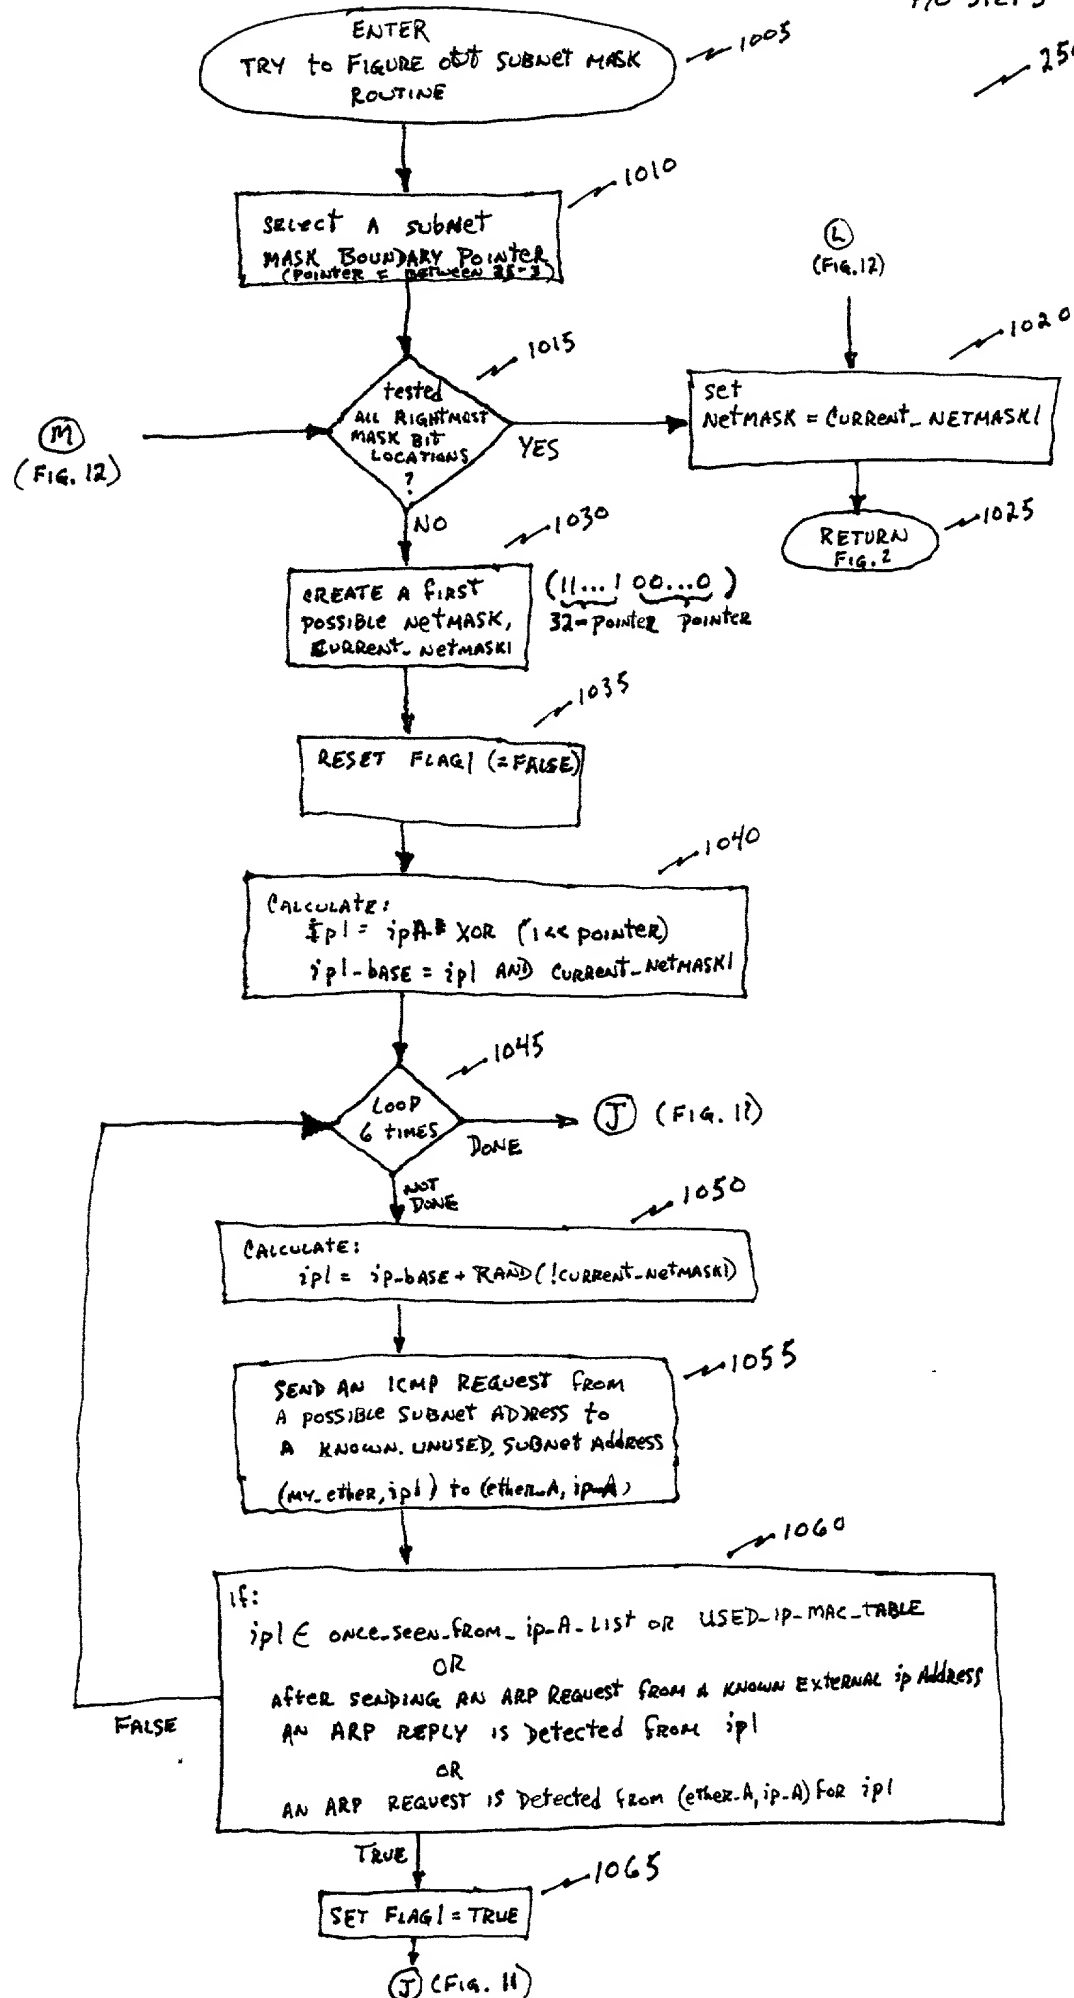 P/O STEPS
250
ENTER
TRY to FIGURE OUT SUBNET MASK
ROUTINE
1005
1010
SELECT A SUBNET
MASK BOUNDARY POINTER
(POINTER = BETWEEN 25-3)
1015
tested
ALL RIGHTMOST
MASK BIT
LOCATIONS
?
YES
NO
M
(FIG. 12)
L
(FIG. 12)
1020
set
NETMASK = CURRENT_NETMASK1
1025
RETURN
FIG. 2
1030
CREATE A FIRST
POSSIBLE NETMASK,
CURRENT_NETMASK1
(11...1 00...0)
32-POINTER POINTER
1035
RESET FLAG1 (=FALSE)
1040
CALCULATE:
ip1 = ipA XOR (1<< POINTER)
ip1-BASE = ip1 AND CURRENT_NETMASK1
1045
LOOP
6 TIMES
DONE
J (FIG. 11)
NOT
DONE
1050
CALCULATE:
ip1 = ip-BASE + RAND(!CURRENT-NETMASK1)
1055
SEND AN ICMP REQUEST FROM
A POSSIBLE SUBNET ADDRESS TO
A KNOWN, UNUSED, SUBNET ADDRESS
(MY_ether, ip1) to (ether_A, ip_A)
1060
if:
ip1 ∈ ONCE_SEEN_FROM_ip_A_LIST OR USED_IP_MAC_TABLE
OR
AFTER SENDING AN ARP REQUEST FROM A KNOWN EXTERNAL ip ADDRESS
AN ARP REPLY IS DETECTED FROM ip1
OR
AN ARP REQUEST IS DETECTED FROM (ether_A, ip_A) FOR ip1
FALSE
TRUE
1065
SET FLAG1 = TRUE
J (FIG. 11)